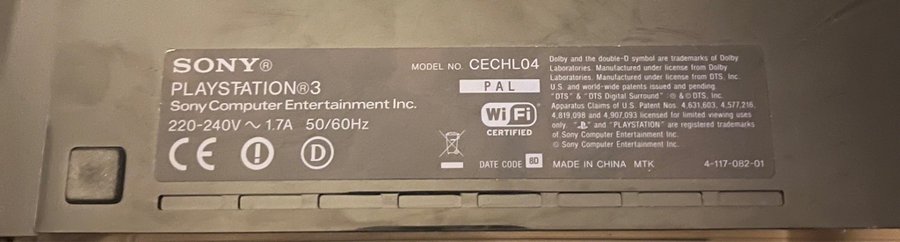 SONY®
PLAYSTATION®3
Sony Computer Entertainment Inc.
220-240V ~ 1.7A 50/60Hz
CE
D
MODEL NO. CECHL04
PAL
Wi Fi
CERTIFIED
DATE CODE 8D MADE IN CHINA MTK
Dolby and the double-D symbol are trademarks of Dolby
Laboratories. Manufactured under license from Dolby
Laboratories. Manufactured under license from DTS, Inc.
U.S. and world-wide patents issued and pending.
"DTS" & "DTS Digital Surround" ® & © DTS, Inc.
Apparatus Claims of U.S. Patent Nos. 4,631,603, 4,577,216,
4,819,098 and 4,907,093 licensed for limited viewing uses
only. " " and "PLAYSTATION" are registered trademarks
of Sony Computer Entertainment Inc.
© Sony Computer Entertainment Inc.
4-117-082-01